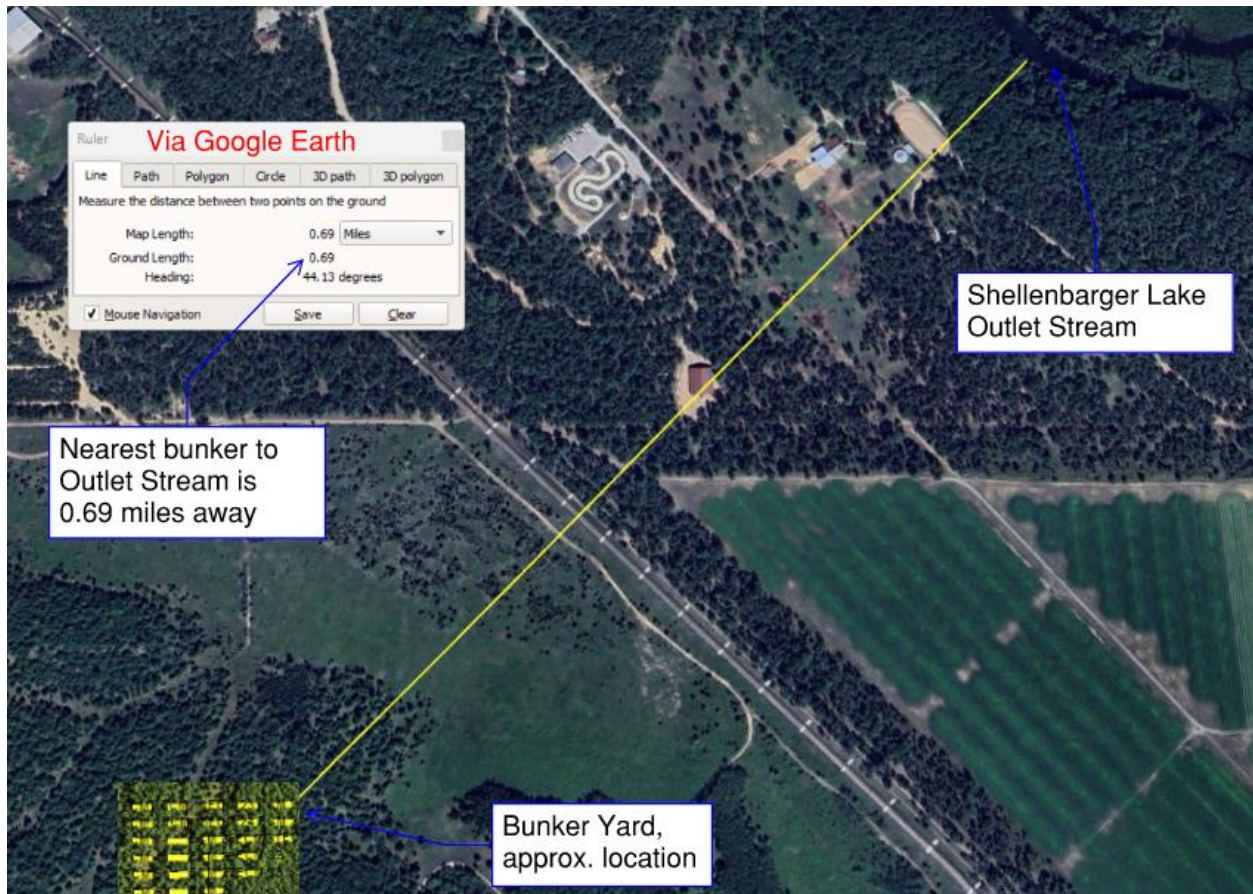 Ruler
Via Google Earth
Line Path Polygon Circle 3D path 3D polygon
Measure the distance between two points on the ground
Map Length: 0.69 Miles
Ground Length: 0.69
Heading: 44.13 degrees
Mouse Navigation Save Clear
Shellenbarger Lake
Outlet Stream
Nearest bunker to
Outlet Stream is
0.69 miles away
Bunker Yard,
approx. location